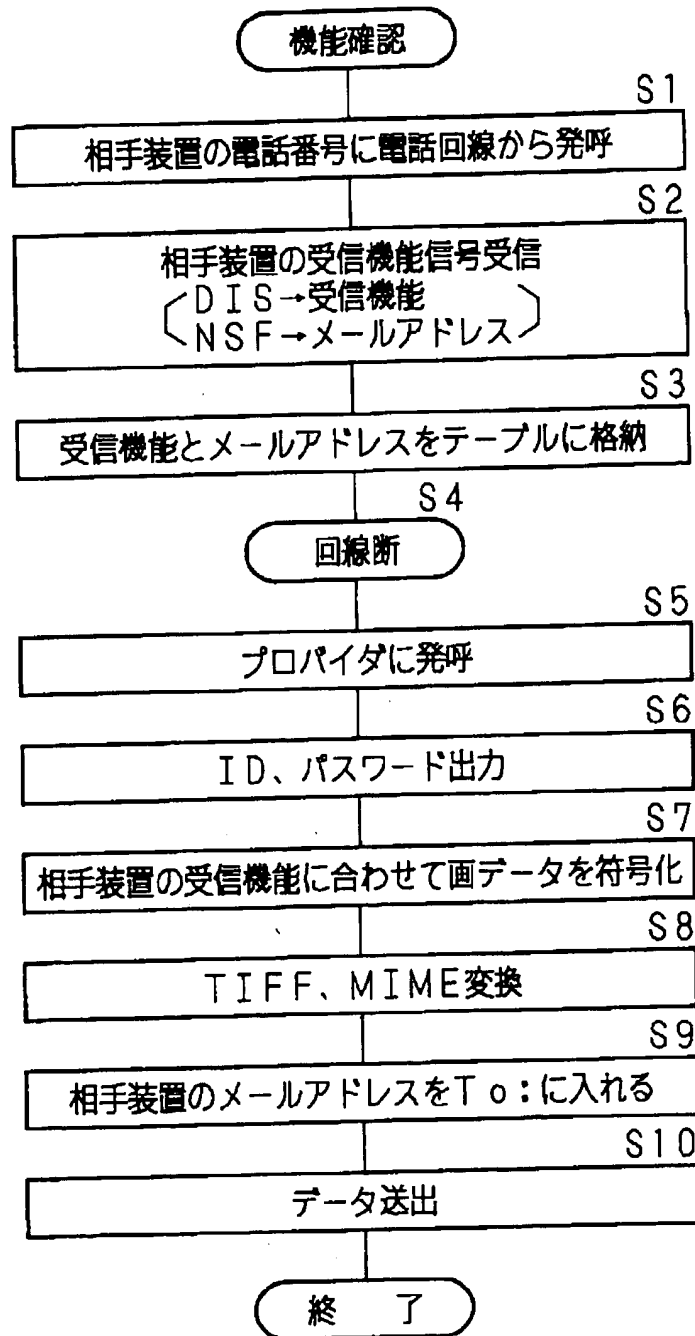 機能確認
S1
相手装置の電話番号に電話回線から発呼
S2
相手装置の受信機能信号受信
DIS→受信機能
NSF→メールアドレス
S3
受信機能とメールアドレスをテーブルに格納
S4
回線断
S5
プロバイダに発呼
S6
ID、パスワード出力
S7
相手装置の受信機能に合わせて画データを符号化
S8
TIFF、MIME変換
S9
相手装置のメールアドレスをTo:に入れる
S10
データ送出
終 了